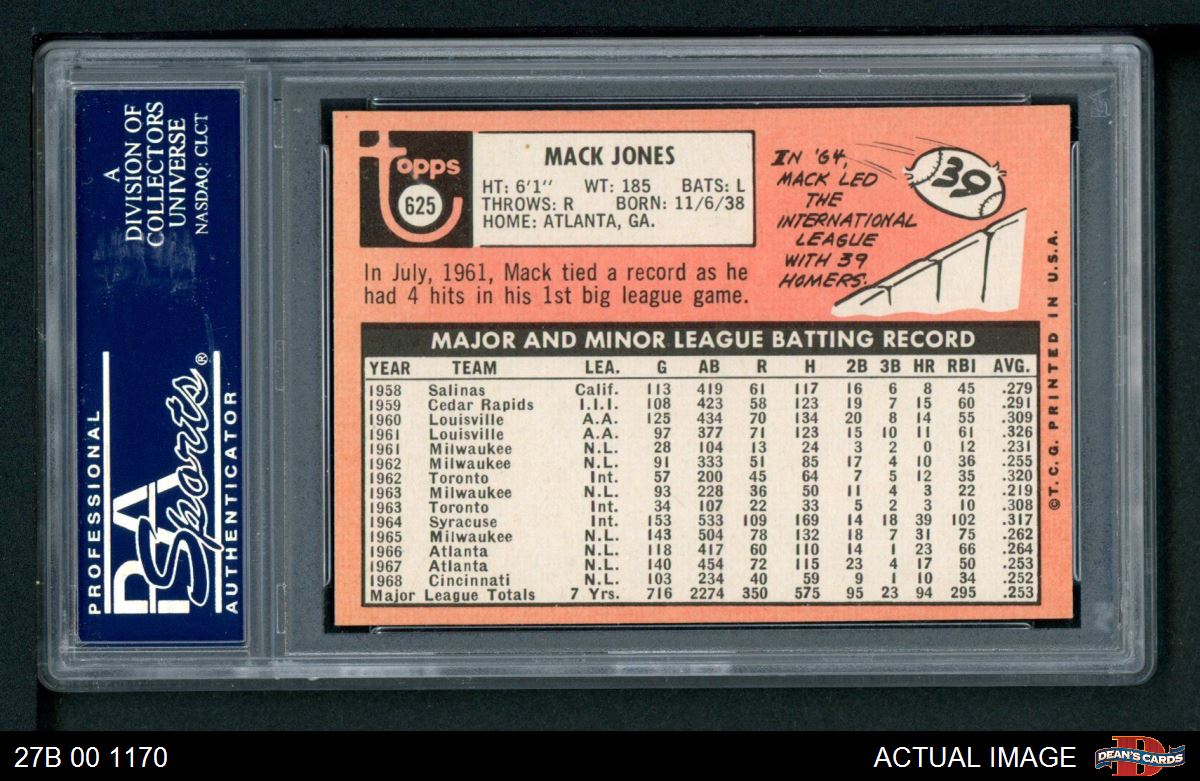 A
DIVISION OF
COLLECTORS
UNIVERSE
NASDAQ: CLCT
PROFESSIONAL
PSA
Sports®
AUTHENTICATOR
Topps
625
MACK JONES
HT: 6'1" WT: 185 BATS: L
THROWS: R BORN: 11/6/38
HOME: ATLANTA, GA.
In July, 1961, Mack tied a record as he
had 4 hits in his 1st big league game.
IN '64,
MACK LED
THE
INTERNATIONAL
LEAGUE
WITH 39
HOMERS.
39
MAJOR AND MINOR LEAGUE BATTING RECORD
YEAR TEAM LEA. G AB R H 2B 3B HR RBI AVG.
1958 Salinas Calif. 113 419 61 117 16 6 8 45 .279
1959 Cedar Rapids I.I.I. 108 423 58 123 19 7 15 60 .291
1960 Louisville A.A. 125 434 70 134 20 8 14 55 .309
1961 Louisville A.A. 97 377 71 123 15 10 11 61 .326
1961 Milwaukee N.L. 28 104 13 24 3 2 0 12 .231
1962 Milwaukee N.L. 91 333 51 85 17 4 10 36 .255
1962 Toronto Int. 57 200 45 64 7 5 12 35 .320
1963 Milwaukee N.L. 93 228 36 50 11 4 3 22 .219
1963 Toronto Int. 34 107 22 33 5 2 3 10 .308
1964 Syracuse Int. 153 533 109 169 14 18 39 102 .317
1965 Milwaukee N.L. 143 504 78 132 18 7 31 75 .262
1966 Atlanta N.L. 118 417 60 110 14 1 23 66 .264
1967 Atlanta N.L. 140 454 72 115 23 4 17 50 .253
1968 Cincinnati N.L. 103 234 40 59 9 1 10 34 .252
Major League Totals 7 Yrs. 716 2274 350 575 95 23 94 295 .253
©T.C.G. PRINTED IN U.S.A.
27B 00 1170
ACTUAL IMAGE
D
DEAN'S CARDS